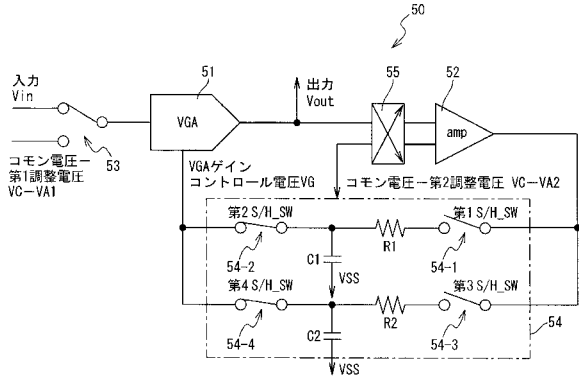 50
入力
Vin
51
VGA
出力
Vout
55
52
amp
53
コモン電圧ー
第1調整電圧
VC−VA1
VGAゲイン
コントロール電圧VG
コモン電圧ー第2調整電圧 VC−VA2
第2 S/H_SW
54-2
C1
VSS
R1
第1 S/H_SW
54-1
第4 S/H_SW
54-4
C2
VSS
R2
第3 S/H_SW
54-3
54